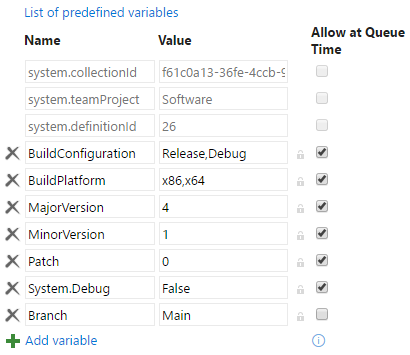 List of predefined variables
Name Value Allow at Queue Time
system.collectionId f61c0a13-36fe-4ccb-9
system.teamProject Software
system.definitionId 26
BuildConfiguration Release,Debug
BuildPlatform x86,x64
MajorVersion 4
MinorVersion 1
Patch 0
System.Debug False
Branch Main
Add variable